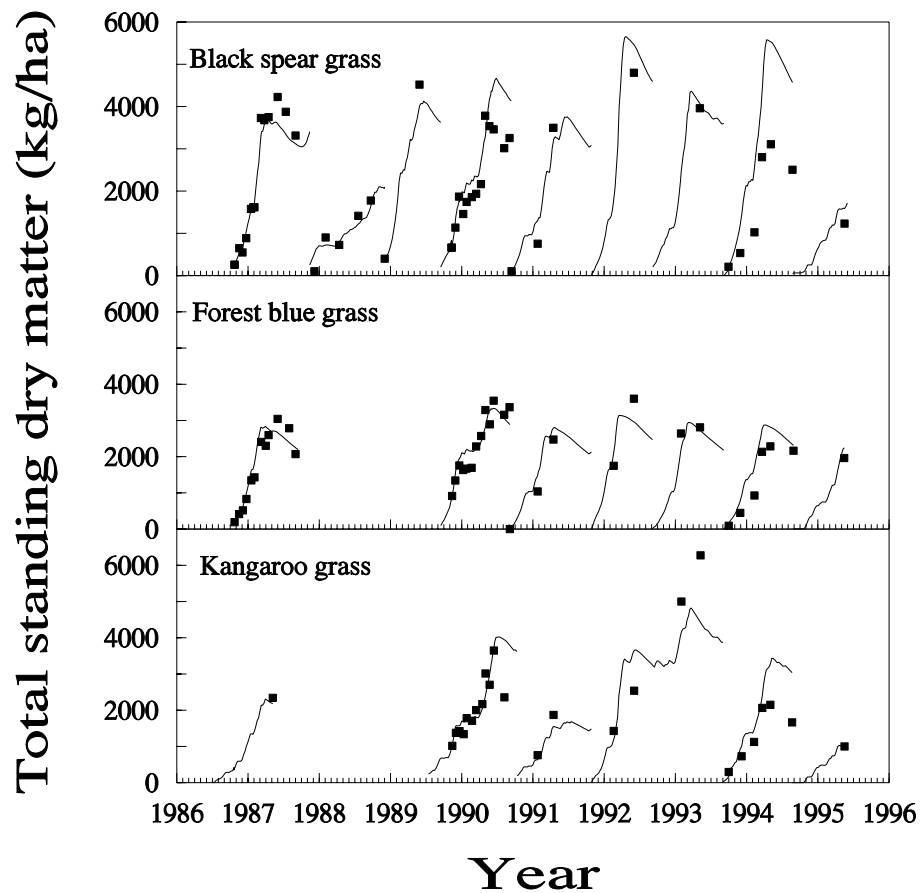 Total standing dry matter (kg/ha)
6000
Black spear grass
4000
2000
0
6000
Forest blue grass
4000
2000
0
6000
Kangaroo grass
4000
2000
0
1986 1987 1988 1989 1990 1991 1992 1993 1994 1995 1996
Year